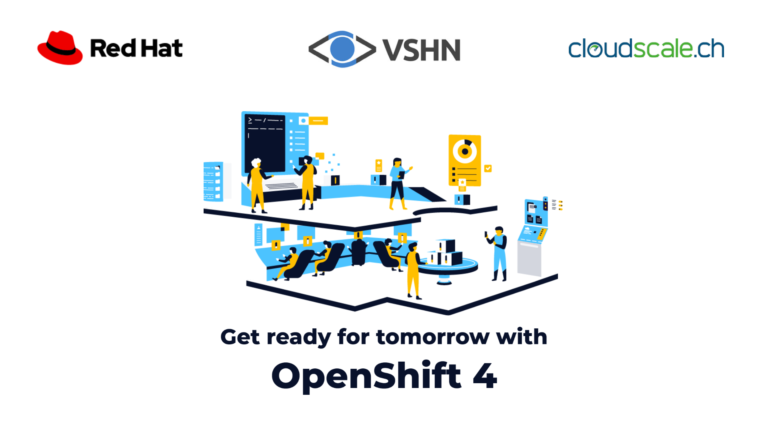 Red Hat
VSHN
cloudscale.ch
Get ready for tomorrow with
OpenShift 4